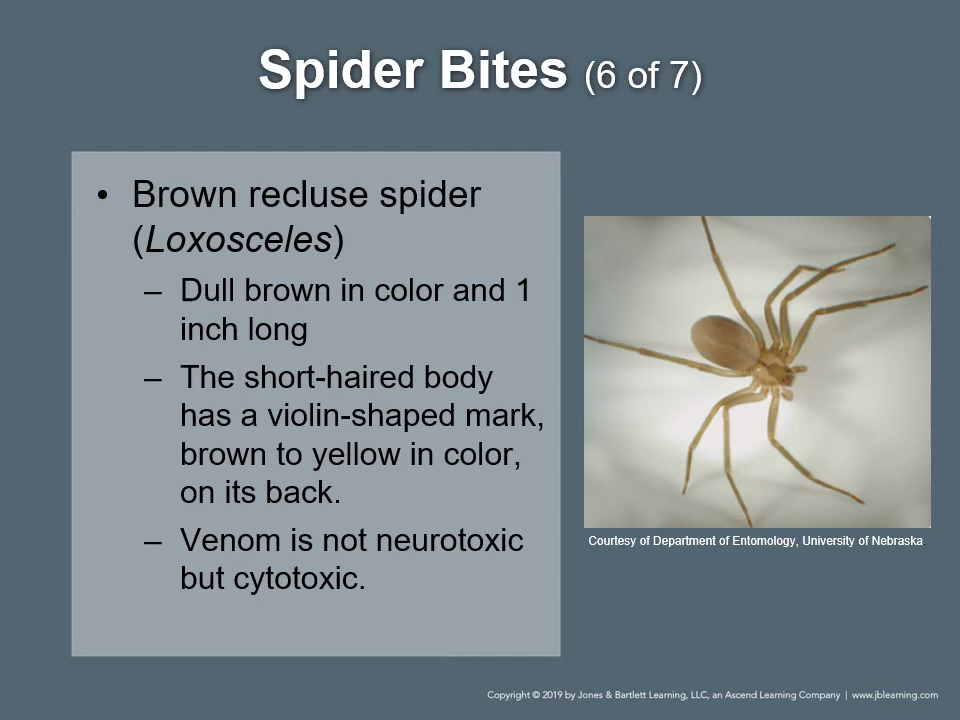 Spider Bites (6 of 7)
• Brown recluse spider
(Loxosceles)
– Dull brown in color and 1
inch long
– The short-haired body
has a violin-shaped mark,
brown to yellow in color,
on its back.
– Venom is not neurotoxic
but cytotoxic.
Courtesy of Department of Entomology, University of Nebraska.
Copyright © 2019 by Jones & Bartlett Learning, LLC, an Ascend Learning Company | www.jblearning.com